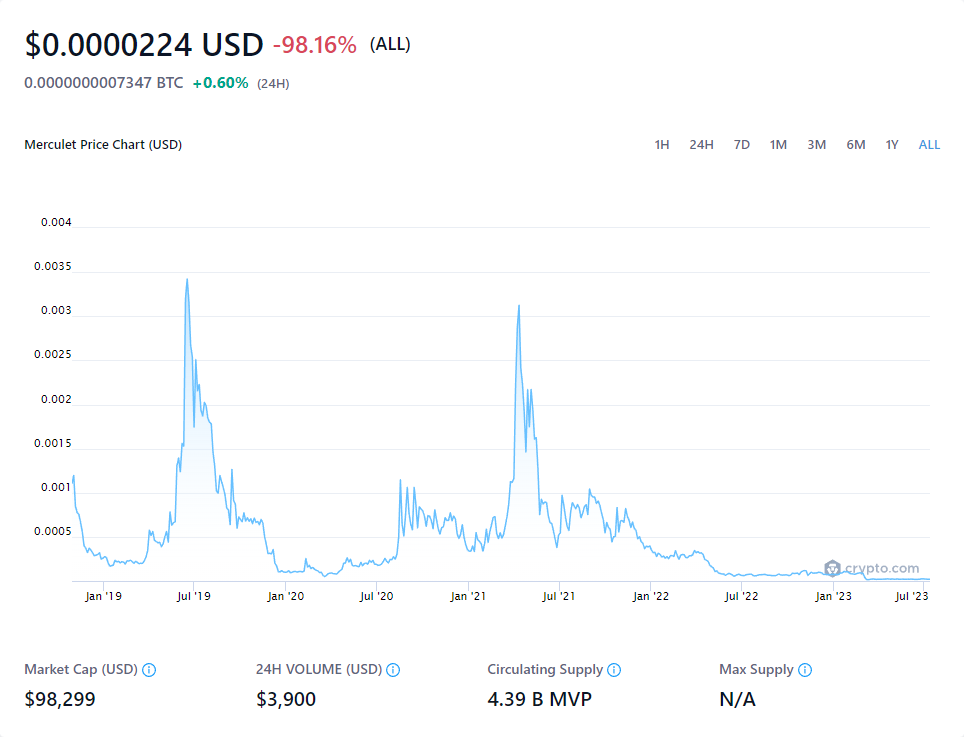 $0.0000224 USD -98.16% (ALL)
0.0000000007347 BTC +0.60% (24H)
Merculet Price Chart (USD) 1H 24H 7D 1M 3M 6M 1Y ALL
0.004
0.0035
0.003
0.0025
0.002
0.0015
0.001
0.0005
crypto.com
Jan '19 Jul '19 Jan '20 Jul '20 Jan '21 Jul '21 Jan '22 Jul '22 Jan '23 Jul '23
Market Cap (USD) 24H VOLUME (USD) Circulating Supply Max Supply
$98,299 $3,900 4.39 B MVP N/A